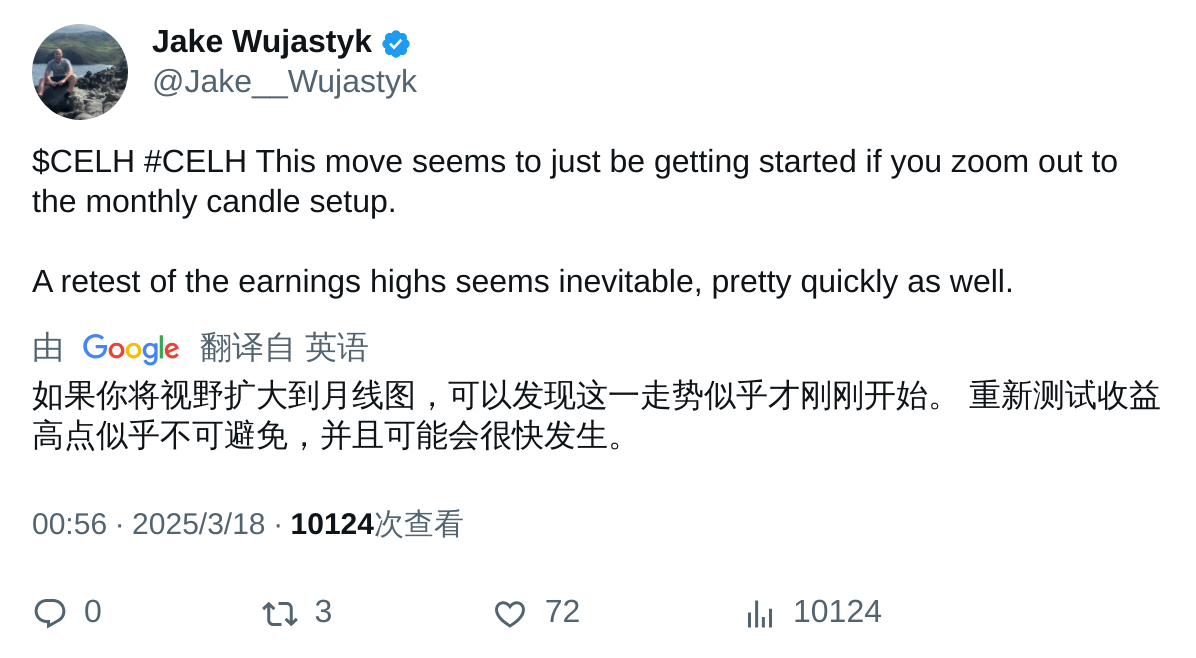 Jake Wujastyk
@Jake__Wujastyk
$CELH #CELH This move seems to just be getting started if you zoom out to
the monthly candle setup.
A retest of the earnings highs seems inevitable, pretty quickly as well.
由 Google 翻译自 英语
如果你将视野扩大到月线图，可以发现这一走势似乎才刚刚开始。 重新测试收益
高点似乎不可避免，并且可能会很快发生。
00:56 · 2025/3/18 · 10124次查看
0 3 72 10124